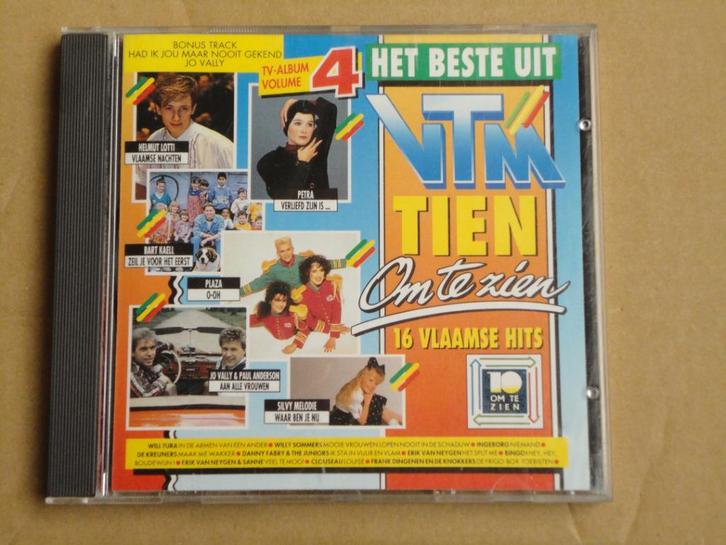 BONUS TRACK
HAD IK JOU MAAR NOOIT GEKEND
JO VALLY
TV-ALBUM
VOLUME
4
HET BESTE UIT
VTM
TIEN
Om te zien
16 VLAAMSE HITS
10
OM TE
ZIEN
HELMUT LOTTI
VLAAMSE NACHTEN
PETRA
VERLIEFD ZIJN IS ...
BART KAELL
ZEIL JE VOOR HET EERST
PLAZA
O-OH
JO VALLY & PAUL ANDERSON
AAN ALLE VROUWEN
SILVY MELODIE
WAAR BEN JE NU
WILL TURA IN DE ARMEN VAN EEN ANDER • WILLY SOMMERS MOOIE VROUWEN LOPEN NOOIT IN DE SCHADUW • INGEBORG NIEMAND •
DE KREUNERS MAAK ME WAKKER • DANNY FABRY & THE JUNIORS IK STA IN VUUR EN VLAM • ERIK VAN NEYGEN HET SPIJT ME • BINGO! HEY, HEY,
BOUDEWIJN! • ERIK VAN NEYGEN & SANNE VEEL TE MOOI • CLOUSEAU LOUISE • FRANK DINGENEN EN DE KNOKKERS DE FRIGO-BOX-TOERISTEN •